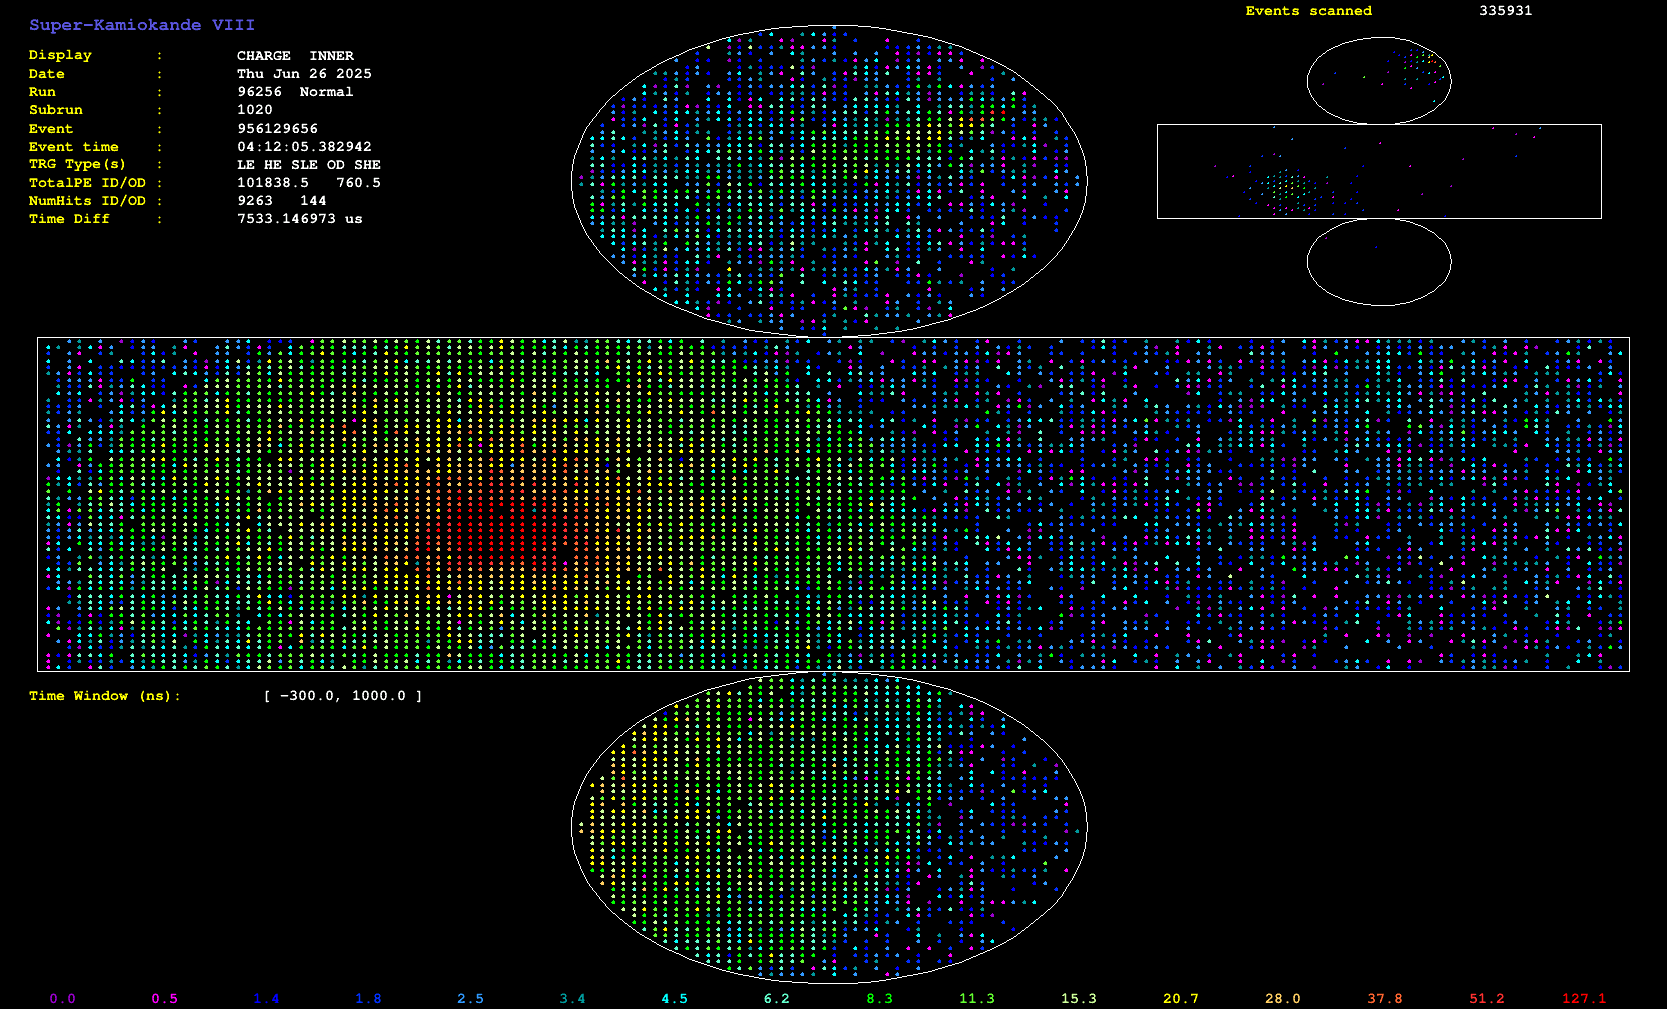 Super-Kamiokande VIII
Events scanned 335931
Display : CHARGE INNER
Date : Thu Jun 26 2025
Run : 96256 Normal
Subrun : 1020
Event : 956129656
Event time : 04:12:05.382942
TRG Type(s) : LE HE SLE OD SHE
TotalPE ID/OD : 101838.5 760.5
NumHits ID/OD : 9263 144
Time Diff : 7533.146973 us
Time Window (ns): [ -300.0, 1000.0 ]
0.0 0.5 1.4 1.8 2.5 3.4 4.5 6.2 8.3 11.3 15.3 20.7 28.0 37.8 51.2 127.1